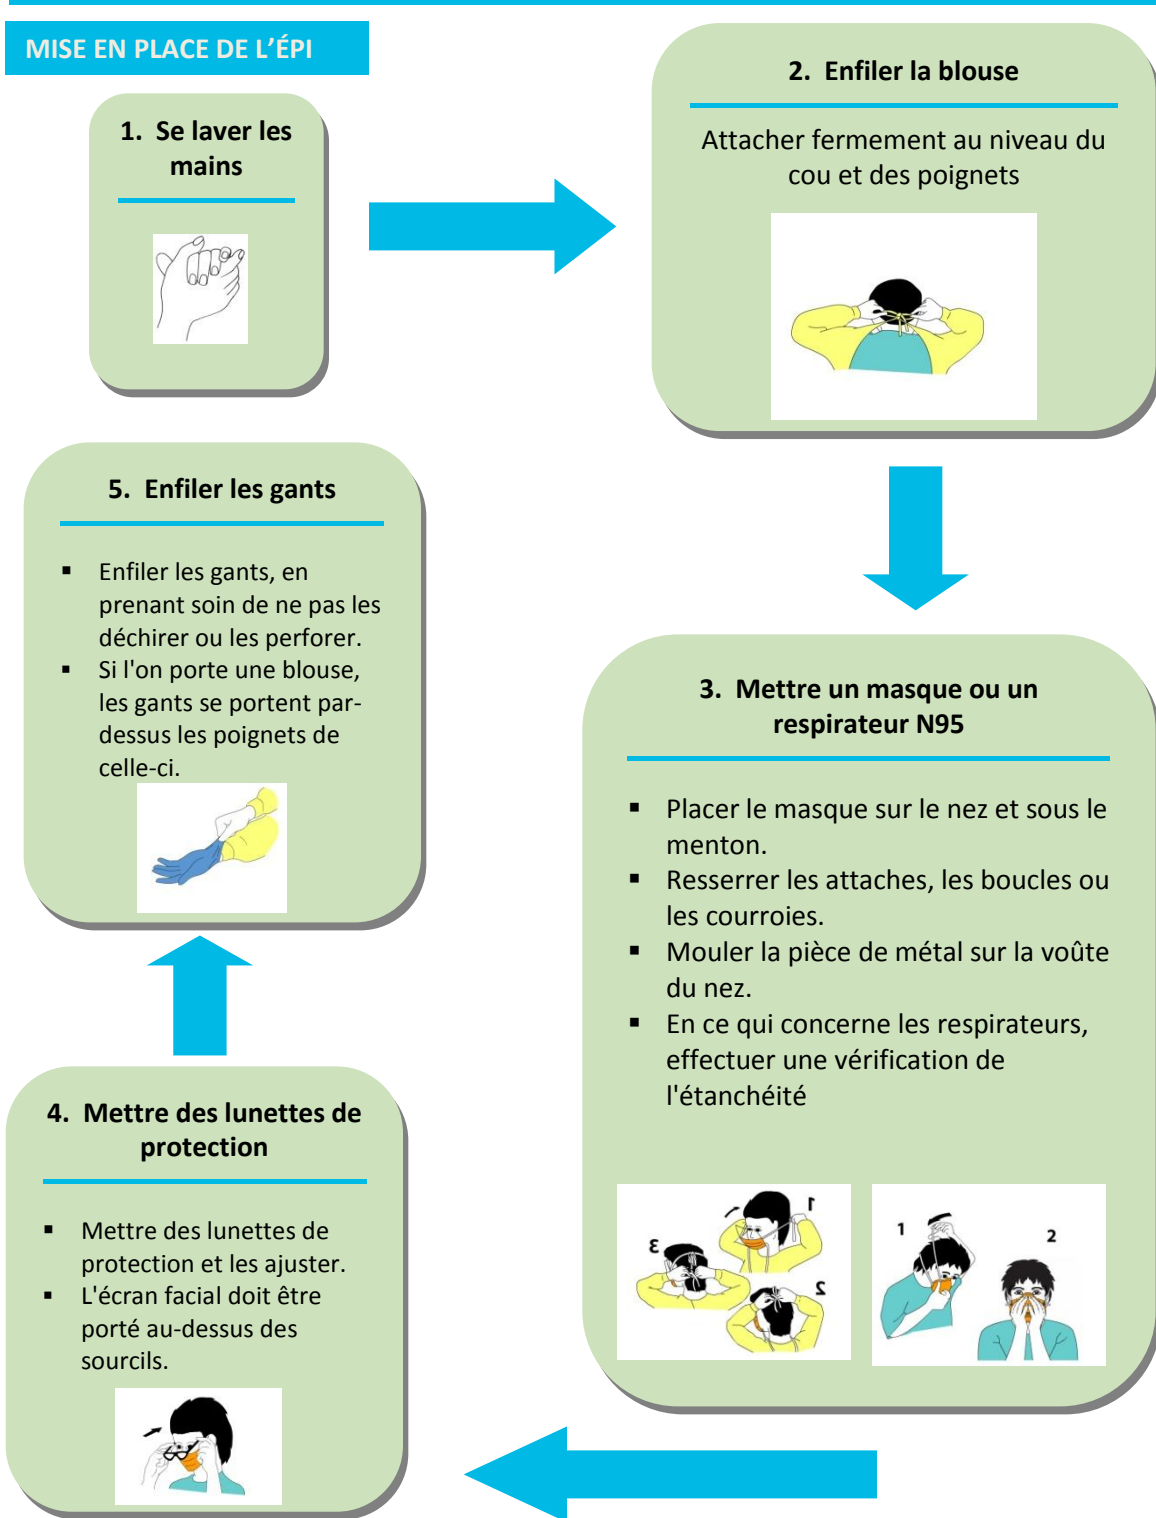 MISE EN PLACE DE L'ÉPI
1. Se laver les
mains
2. Enfiler la blouse
Attacher fermement au niveau du
cou et des poignets
3. Mettre un masque ou un
respirateur N95
▪ Placer le masque sur le nez et sous le
menton.
▪ Resserrer les attaches, les boucles ou
les courroies.
▪ Mouler la pièce de métal sur la voûte
du nez.
▪ En ce qui concerne les respirateurs,
effectuer une vérification de
l'étanchéité
1
3
2
1
2
4. Mettre des lunettes de
protection
▪ Mettre des lunettes de
protection et les ajuster.
▪ L'écran facial doit être
porté au-dessus des
sourcils.
5. Enfiler les gants
▪ Enfiler les gants, en
prenant soin de ne pas les
déchirer ou les perforer.
▪ Si l'on porte une blouse,
les gants se portent par-
dessus les poignets de
celle-ci.